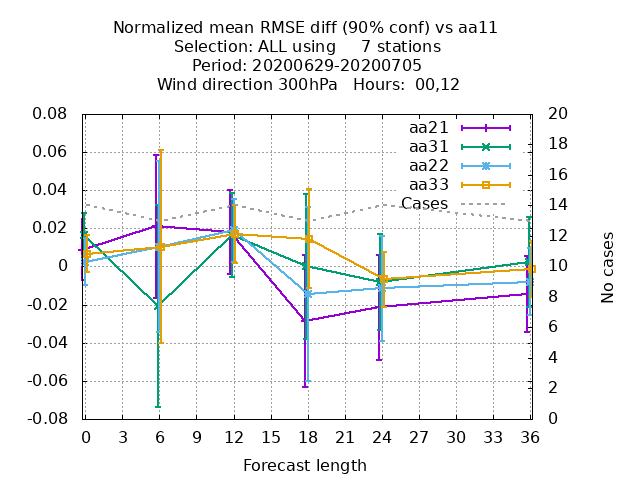 Normalized mean RMSE diff (90% conf) vs aa11
Selection: ALL using 7 stations
Period: 20200629-20200705
Wind direction 300hPa Hours: 00,12
0.08
0.06
0.04
0.02
0
-0.02
-0.04
-0.06
-0.08
aa21
aa31
aa22
aa33
Cases
20
18
16
14
12
10
8
6
4
2
0
No cases
0 3 6 9 12 15 18 21 24 27 30 33 36
Forecast length